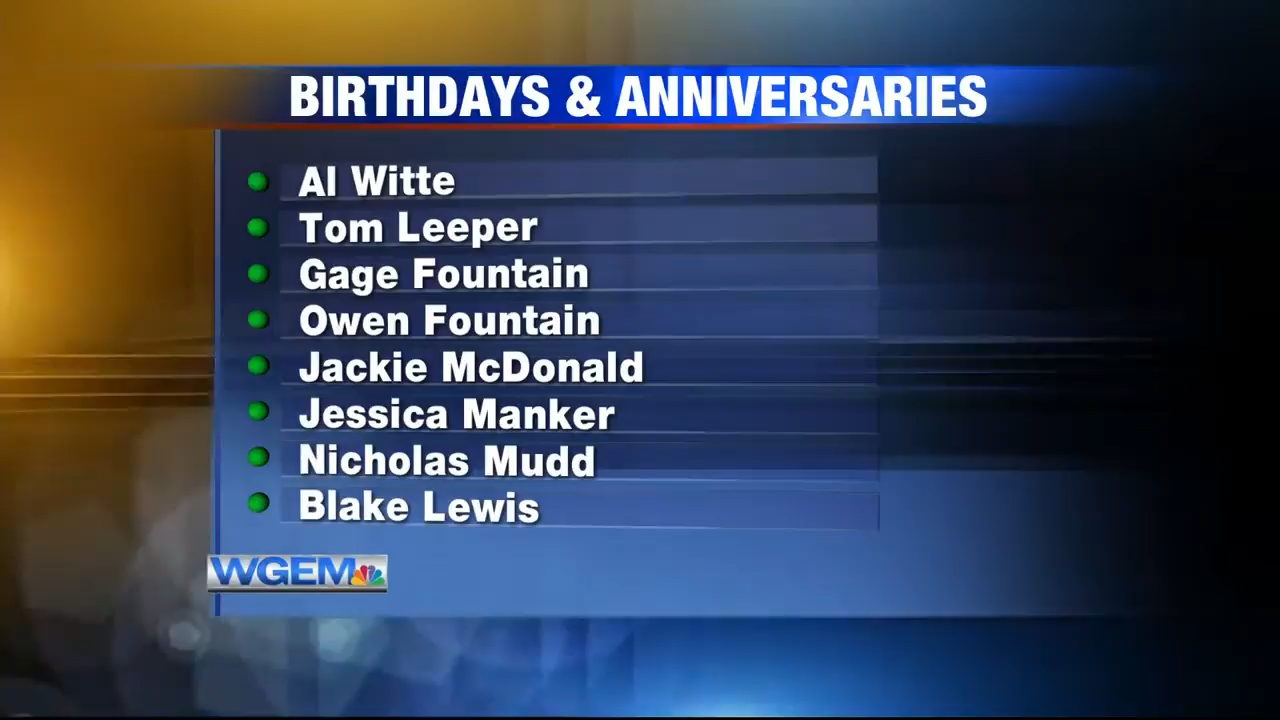 BIRTHDAYS & ANNIVERSARIES
Al Witte
Tom Leeper
Gage Fountain
Owen Fountain
Jackie McDonald
Jessica Manker
Nicholas Mudd
Blake Lewis
WGEM